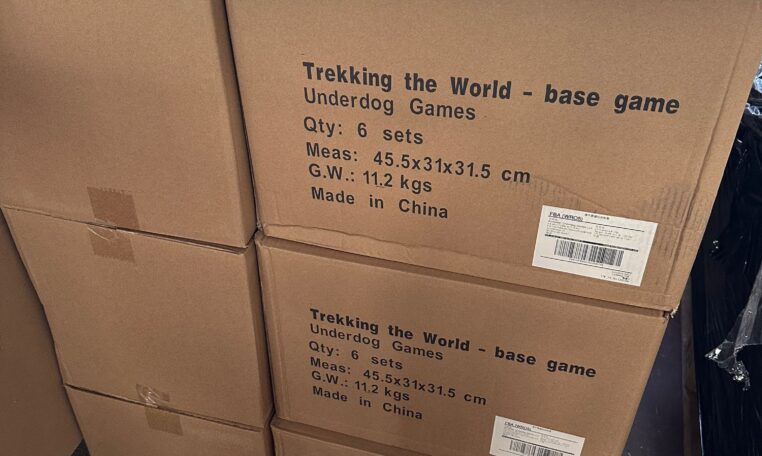 Trekking the World - base game
Underdog Games
Qty: 6 sets
Meas: 45.5x31x31.5 cm
G.W.: 11.2 kgs
Made in China
Trekking the World - base game
Underdog Games
Qty: 6 sets
Meas: 45.5x31x31.5 cm
G.W.: 11.2 kgs
Made in China